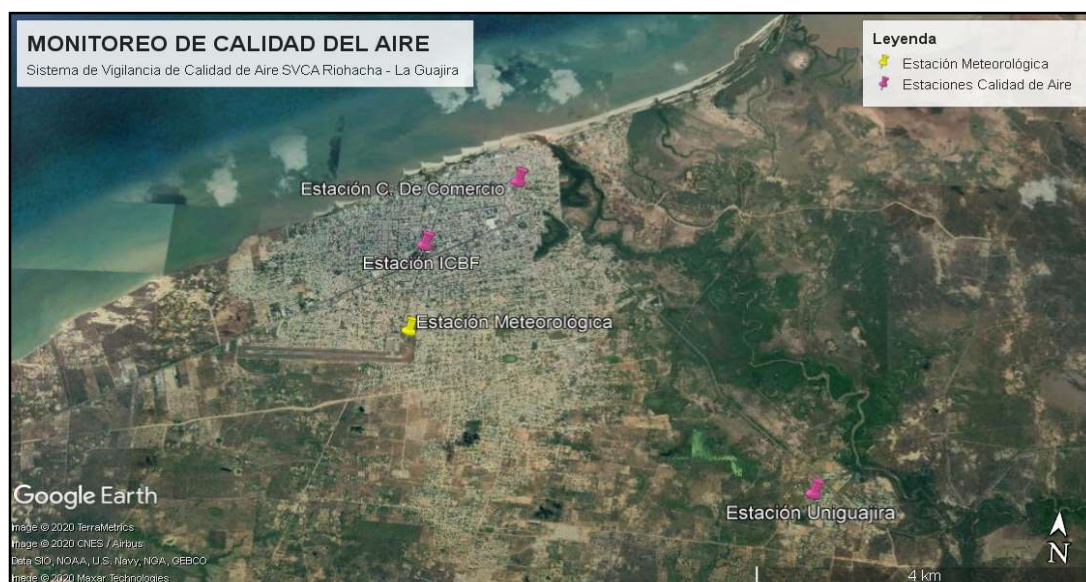 MONITOREO DE CALIDAD DEL AIRE
Sistema de Vigilancia de Calidad de Aire SVCA Riohacha - La Guajira
Leyenda
Estación Meteorológica
Estaciones Calidad de Aire
Estación C. De Comercio
Estación ICBF
Estación Meteorológica
Estación Uniguajira
Google Earth
Image © 2020 TerraMetrics
Image © 2020 CNES / Airbus
Data SIO, NOAA, U.S. Navy, NGA, GEBCO
Image © 2020 Maxar Technologies
N
4 km